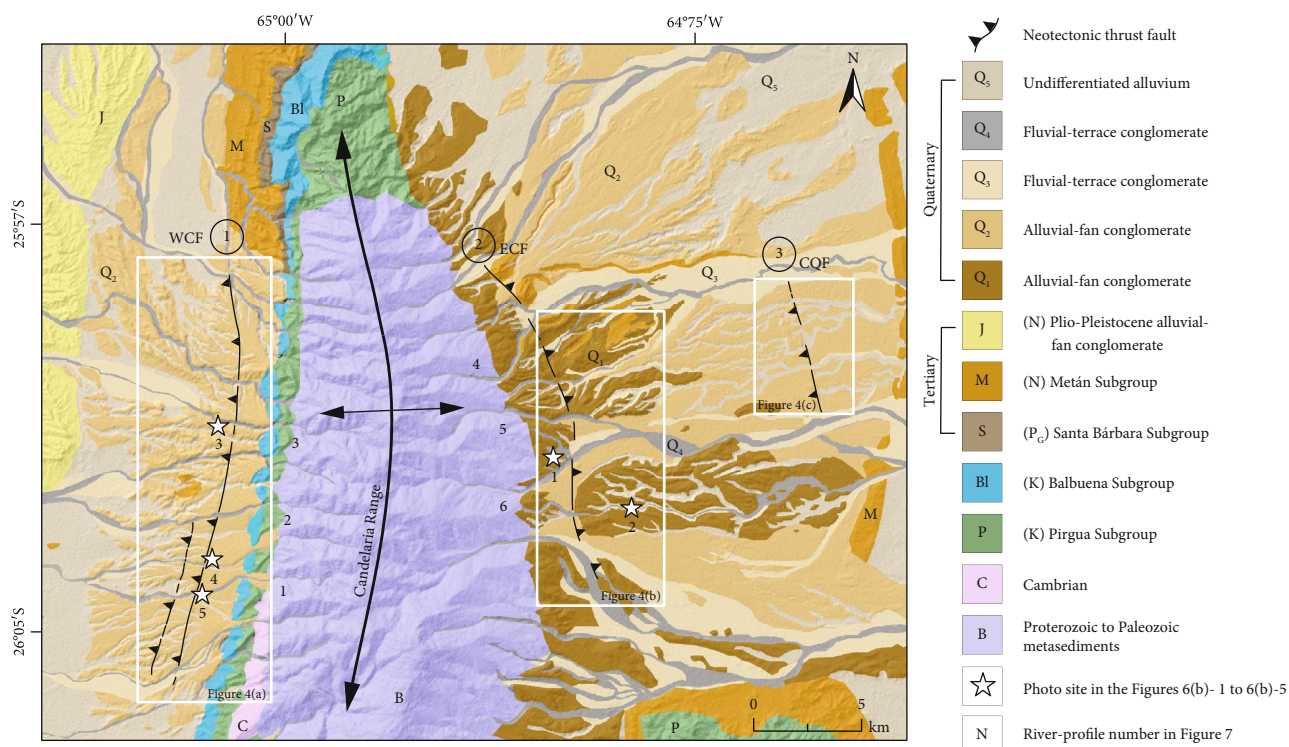 65°00′W
64°75′W
25°57′N
26°05′N
N
J
Q₂
WCF
1
M
S
Bl
P
2
ECF
Q₅
Q₂
3
CQF
Q₃
Q₁
Figure 4(c)
4
5
6
Q₄
1
2
M
Figure 4(b)
3
4
5
3
2
1
Figure 4(a)
C
Candelaria Range
B
P
0
5
km
Neotectonic thrust fault
Quaternary
Q₅ Undifferentiated alluvium
Q₄ Fluvial-terrace conglomerate
Q₃ Fluvial-terrace conglomerate
Q₂ Alluvial-fan conglomerate
Q₁ Alluvial-fan conglomerate
Tertiary
J (N) Plio-Pleistocene alluvial-
fan conglomerate
M (N) Metán Subgroup
S (P_G) Santa Bárbara Subgroup
Bl (K) Balbuena Subgroup
P (K) Pirgua Subgroup
C Cambrian
B Proterozoic to Paleozoic
metasediments
Photo site in the Figures 6(b)- 1 to 6(b)-5
N River-profile number in Figure 7